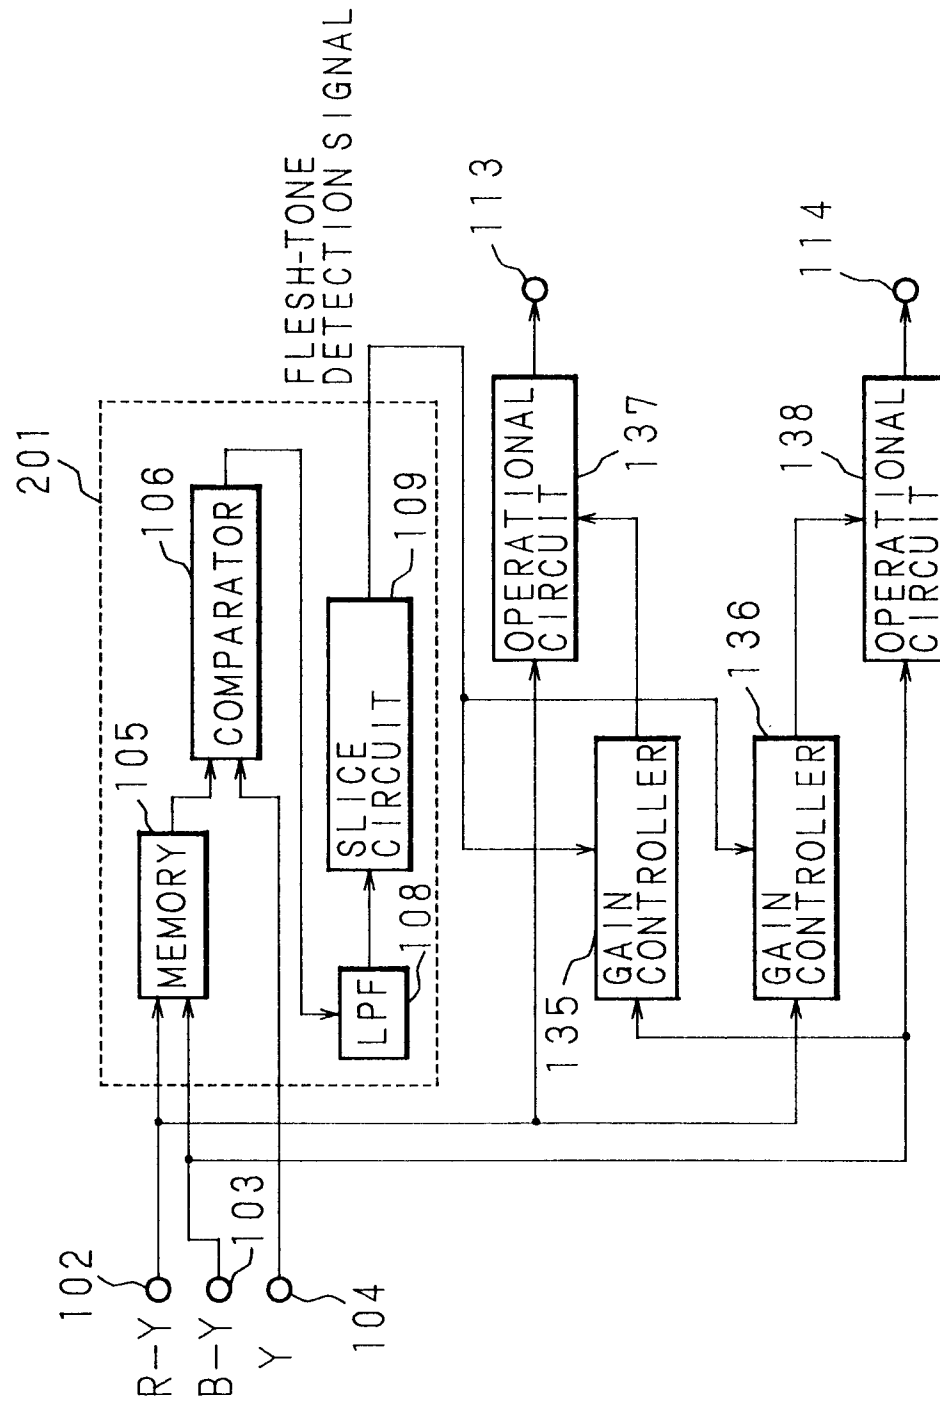 201
FLESH-TONE
DETECTION SIGNAL
102
R-Y
B-Y
103
Y
104
105
MEMORY
106
COMPARATOR
LPF
108
SLICE
CIRCUIT
109
135
GAIN
CONTROLLER
136
GAIN
CONTROLLER
OPERATIONAL
CIRCUIT
137
113
OPERATIONAL
CIRCUIT
138
114